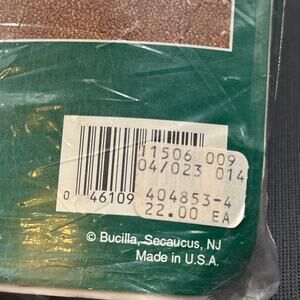 11506 009
04/023 014
404853-4
22.00 EA
0 46109
© Bucilla, Secaucus, NJ
Made in U.S.A.